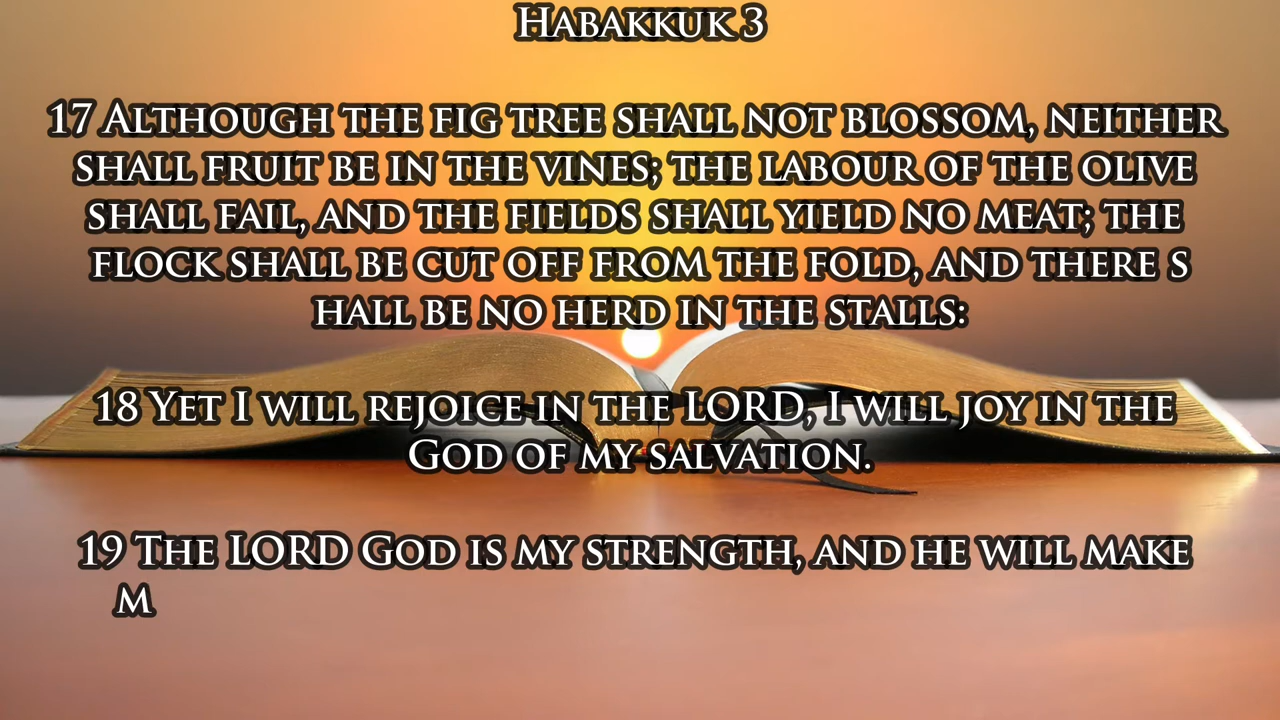 Habakkuk 3
17 Although the fig tree shall not blossom, neither
shall fruit be in the vines; the labour of the olive
shall fail, and the fields shall yield no meat; the
flock shall be cut off from the fold, and there s
hall be no herd in the stalls:
18 Yet I will rejoice in the LORD, I will joy in the
God of my salvation.
19 The LORD God is my strength, and he will make
m